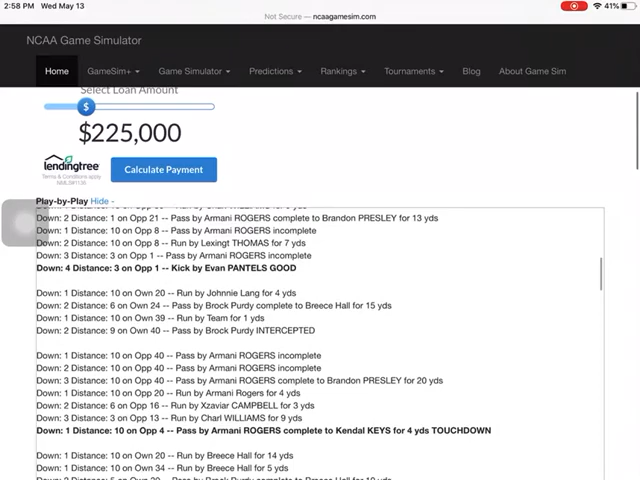 2:58 PM Wed May 13
41%
Not Secure — ncaagamesim.com
NCAA Game Simulator
Home GameSim+ Game Simulator Predictions Rankings Tournaments Blog About Game Sim
Select Loan Amount
$
$225,000
lendingtree
Terms & Conditions apply
NMLS#1136
Calculate Payment
Play-by-Play Hide -
Down: 2 Distance: 1 on Opp 21 -- Pass by Armani ROGERS complete to Brandon PRESLEY for 13 yds
Down: 1 Distance: 10 on Opp 8 -- Pass by Armani ROGERS incomplete
Down: 2 Distance: 10 on Opp 8 -- Run by Lexingt THOMAS for 7 yds
Down: 3 Distance: 3 on Opp 1 -- Pass by Armani ROGERS incomplete
Down: 4 Distance: 3 on Opp 1 -- Kick by Evan PANTELS GOOD
Down: 1 Distance: 10 on Own 20 -- Run by Johnnie Lang for 4 yds
Down: 2 Distance: 6 on Own 24 -- Pass by Brock Purdy complete to Breece Hall for 15 yds
Down: 1 Distance: 10 on Own 39 -- Run by Team for 1 yds
Down: 2 Distance: 9 on Own 40 -- Pass by Brock Purdy INTERCEPTED
Down: 1 Distance: 10 on Opp 40 -- Pass by Armani ROGERS incomplete
Down: 2 Distance: 10 on Opp 40 -- Pass by Armani ROGERS incomplete
Down: 3 Distance: 10 on Opp 40 -- Pass by Armani ROGERS complete to Brandon PRESLEY for 20 yds
Down: 1 Distance: 10 on Opp 20 -- Run by Armani Rogers for 4 yds
Down: 2 Distance: 6 on Opp 16 -- Run by Xzaviar CAMPBELL for 3 yds
Down: 3 Distance: 3 on Opp 13 -- Run by Charl WILLIAMS for 9 yds
Down: 1 Distance: 10 on Opp 4 -- Pass by Armani ROGERS complete to Kendal KEYS for 4 yds TOUCHDOWN
Down: 1 Distance: 10 on Own 20 -- Run by Breece Hall for 14 yds
Down: 1 Distance: 10 on Own 34 -- Run by Breece Hall for 5 yds